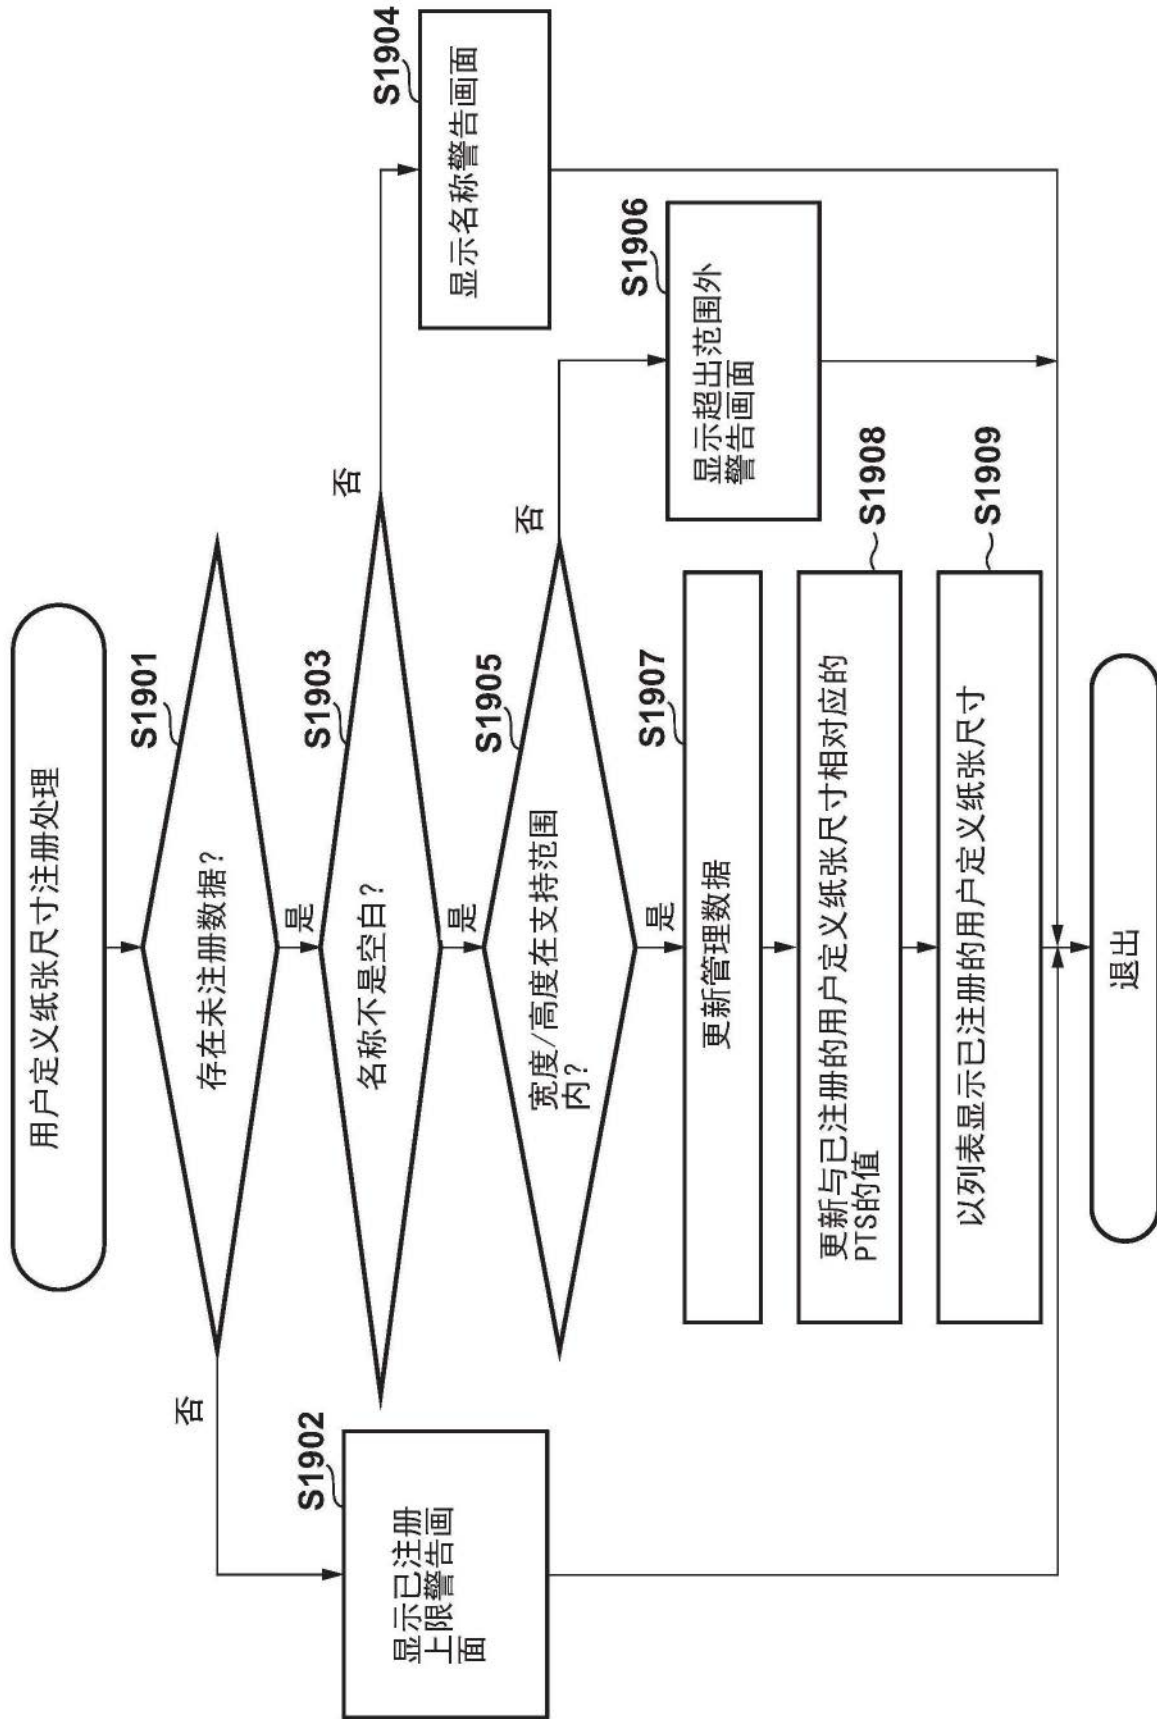 用户定义纸张尺寸注册处理
S1901
存在未注册数据？
否
是
S1902
显示已注册
上限警告画
面
S1903
名称不是空白？
否
是
S1904
显示名称警告画面
S1905
宽度/高度在支持范围
内？
否
是
S1906
显示超出范围外
警告画面
S1907
更新管理数据
S1908
更新与已注册的用户定义纸张尺寸相对应的
PTS的值
S1909
以列表显示已注册的用户定义纸张尺寸
退出